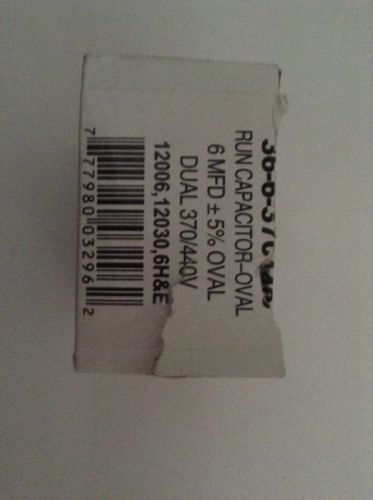 RUN CAPACITOR-OVAL
6 MFD ± 5% OVAL
DUAL 370/440V
12006,12030,6H&E
7 77980 03296 2